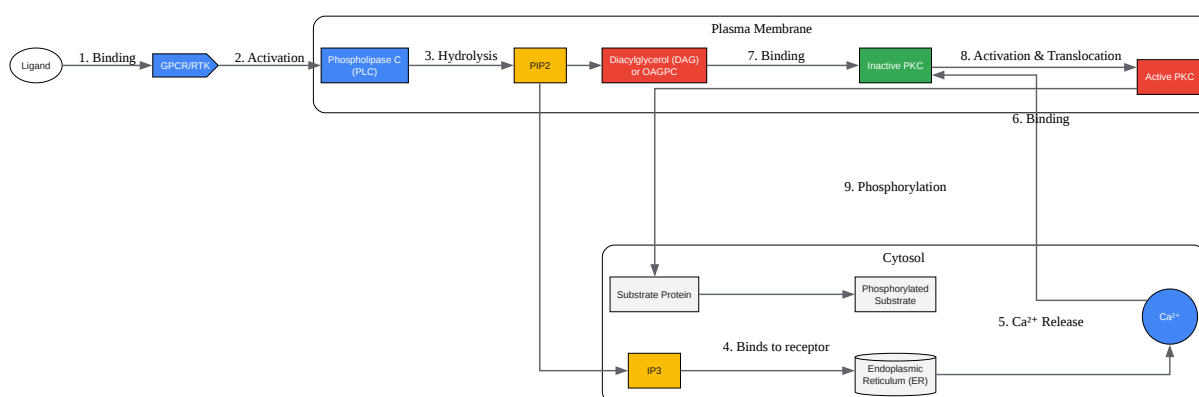 Plasma Membrane
Ligand
1. Binding
GPCR/RTK
2. Activation
Phospholipase C
(PLC)
3. Hydrolysis
PIP2
Diacylglycerol (DAG)
or OAGPC
7. Binding
Inactive PKC
8. Activation & Translocation
Active PKC
6. Binding
9. Phosphorylation
Cytosol
Substrate Protein
Phosphorylated
Substrate
5. Ca²⁺ Release
Ca²⁺
4. Binds to receptor
IP3
Endoplasmic
Reticulum (ER)